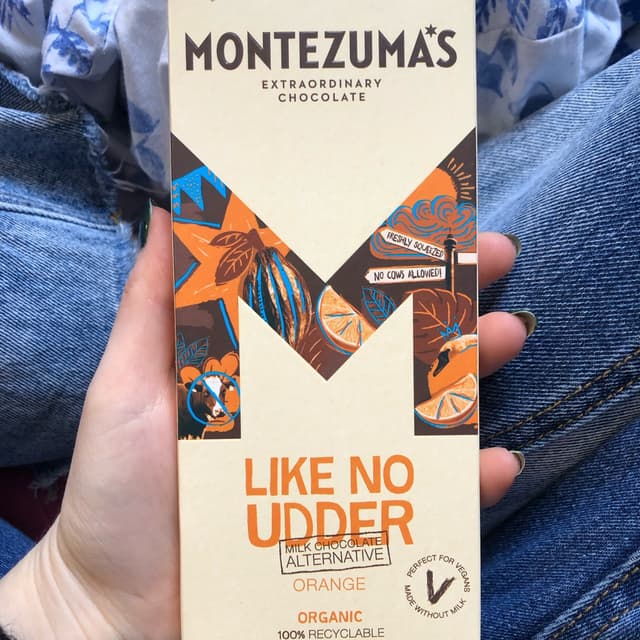 MONTEZUMA'S
EXTRAORDINARY
CHOCOLATE
FRESHLY SQUEEZED
NO COWS ALLOWED!
LIKE NO
UDDER
MILK CHOCOLATE
ALTERNATIVE
ORANGE
PERFECT FOR VEGANS
MADE WITHOUT MILK
ORGANIC
100% RECYCLABLE